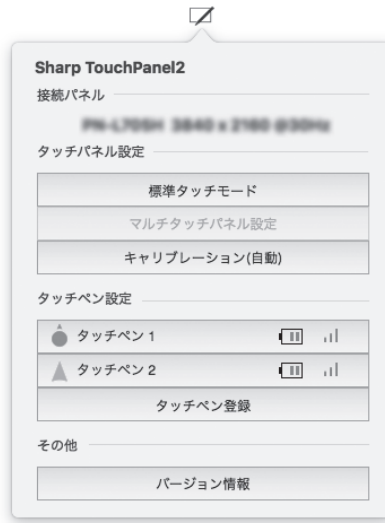 Sharp TouchPanel2
接続パネル
タッチパネル設定
標準タッチモード
マルチタッチパネル設定
キャリブレーション(自動)
タッチペン設定
タッチペン 1
タッチペン 2
タッチペン登録
その他
バージョン情報